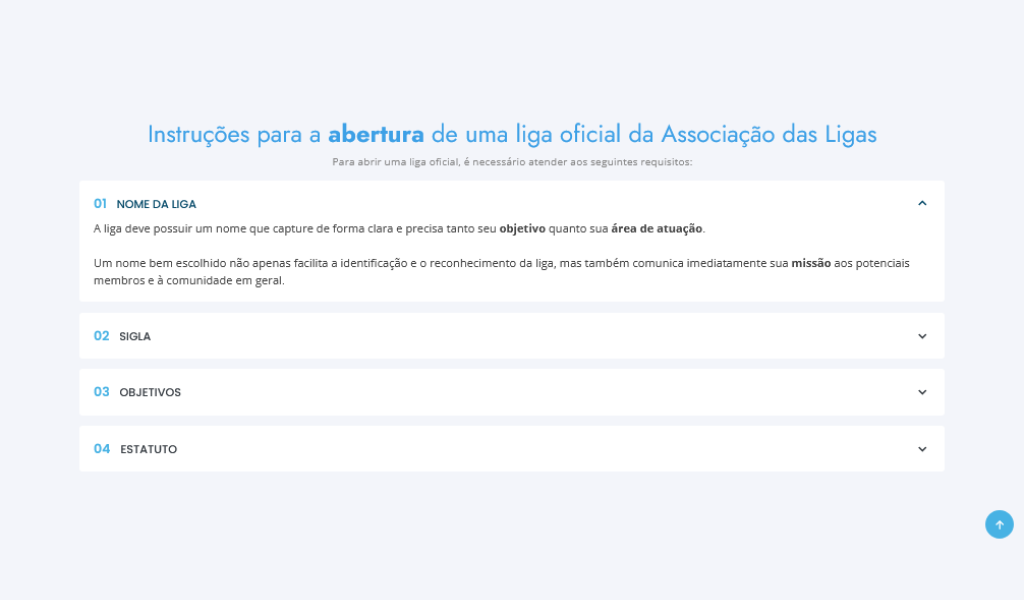 Instruções para a abertura de uma liga oficial da Associação das Ligas
Para abrir uma liga oficial, é necessário atender aos seguintes requisitos:
01 NOME DA LIGA
A liga deve possuir um nome que capture de forma clara e precisa tanto seu objetivo quanto sua área de atuação.
Um nome bem escolhido não apenas facilita a identificação e o reconhecimento da liga, mas também comunica imediatamente sua missão aos potenciais
membros e à comunidade em geral.
02 SIGLA
03 OBJETIVOS
04 ESTATUTO